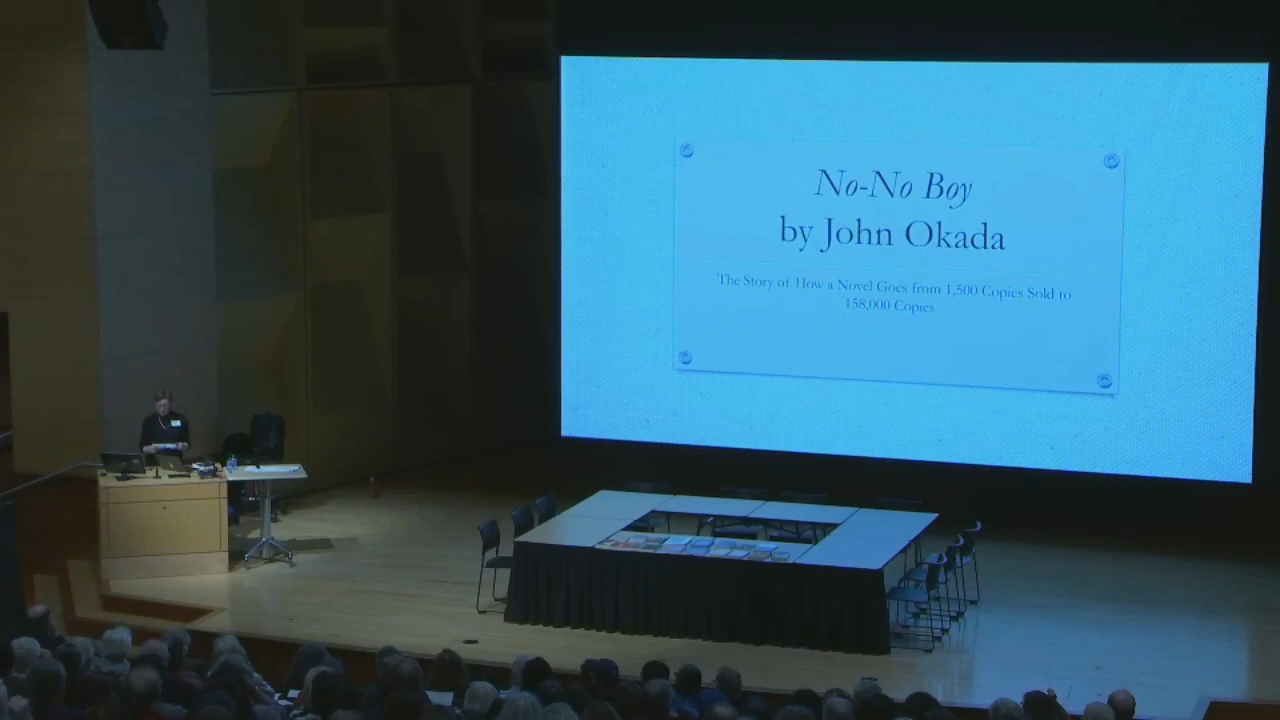 No-No Boy
by John Okada
The Story of How a Novel Goes from 1,500 Copies Sold to
158,000 Copies